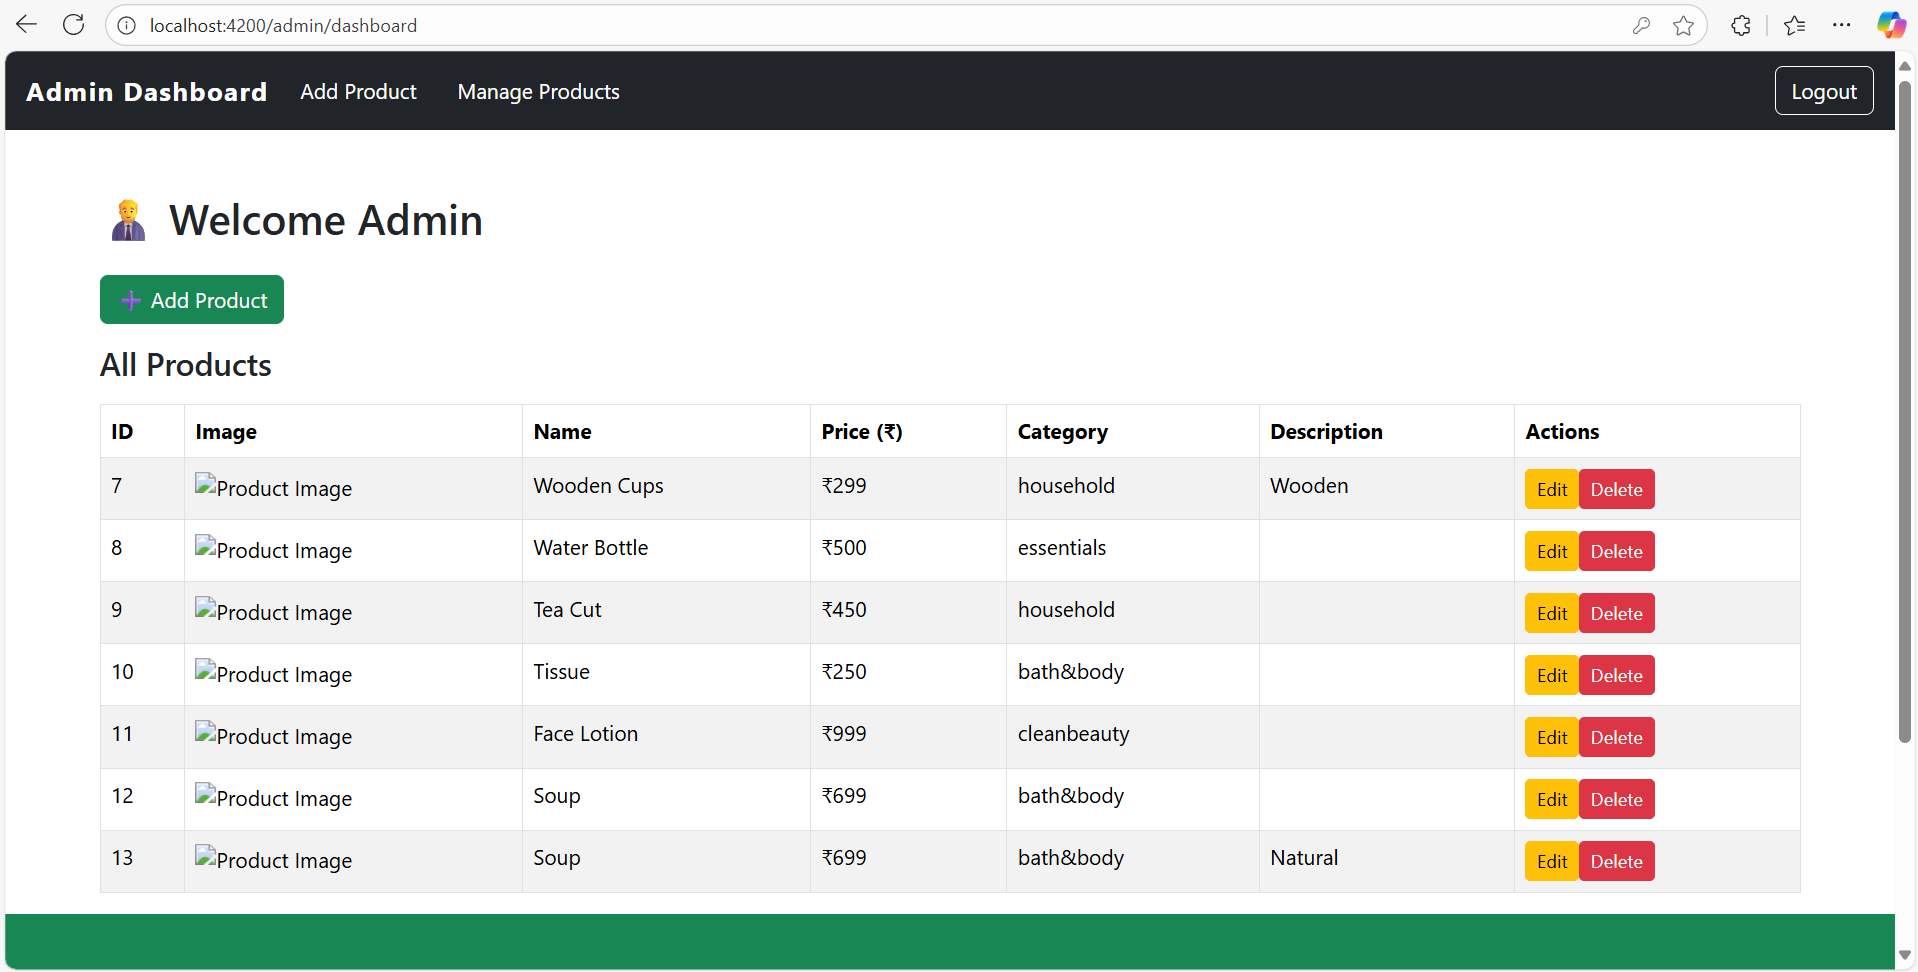 localhost:4200/admin/dashboard
Admin Dashboard Add Product Manage Products Logout
Welcome Admin
Add Product
All Products
ID Image Name Price (₹) Category Description Actions
7 Product Image Wooden Cups ₹299 household Wooden Edit Delete
8 Product Image Water Bottle ₹500 essentials Edit Delete
9 Product Image Tea Cut ₹450 household Edit Delete
10 Product Image Tissue ₹250 bath&body Edit Delete
11 Product Image Face Lotion ₹999 cleanbeauty Edit Delete
12 Product Image Soup ₹699 bath&body Edit Delete
13 Product Image Soup ₹699 bath&body Natural Edit Delete